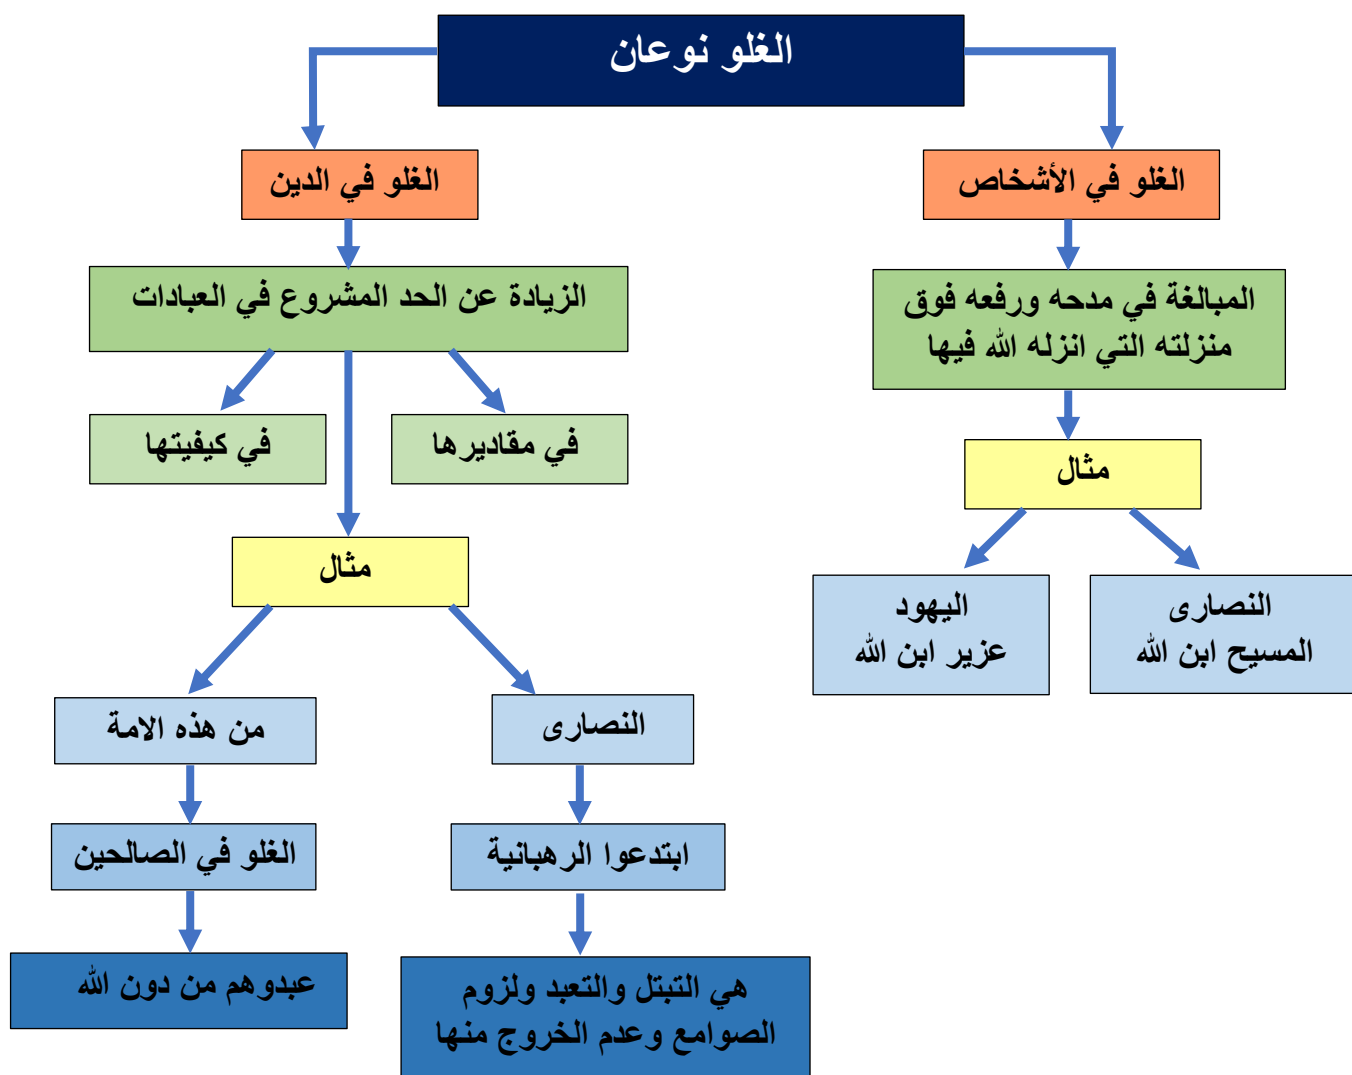 الغلو نوعان
الغلو في الأشخاص
المبالغة في مدحه ورفعه فوق
منزلته التي انزله الله فيها
مثال
النصارى
المسيح ابن الله
اليهود
عزير ابن الله
الغلو في الدين
الزيادة عن الحد المشروع في العبادات
في مقاديرها
في كيفيتها
مثال
النصارى
ابتدعوا الرهبانية
هي التبتل والتعبد ولزوم
الصوامع وعدم الخروج منها
من هذه الامة
الغلو في الصالحين
عبدوهم من دون الله